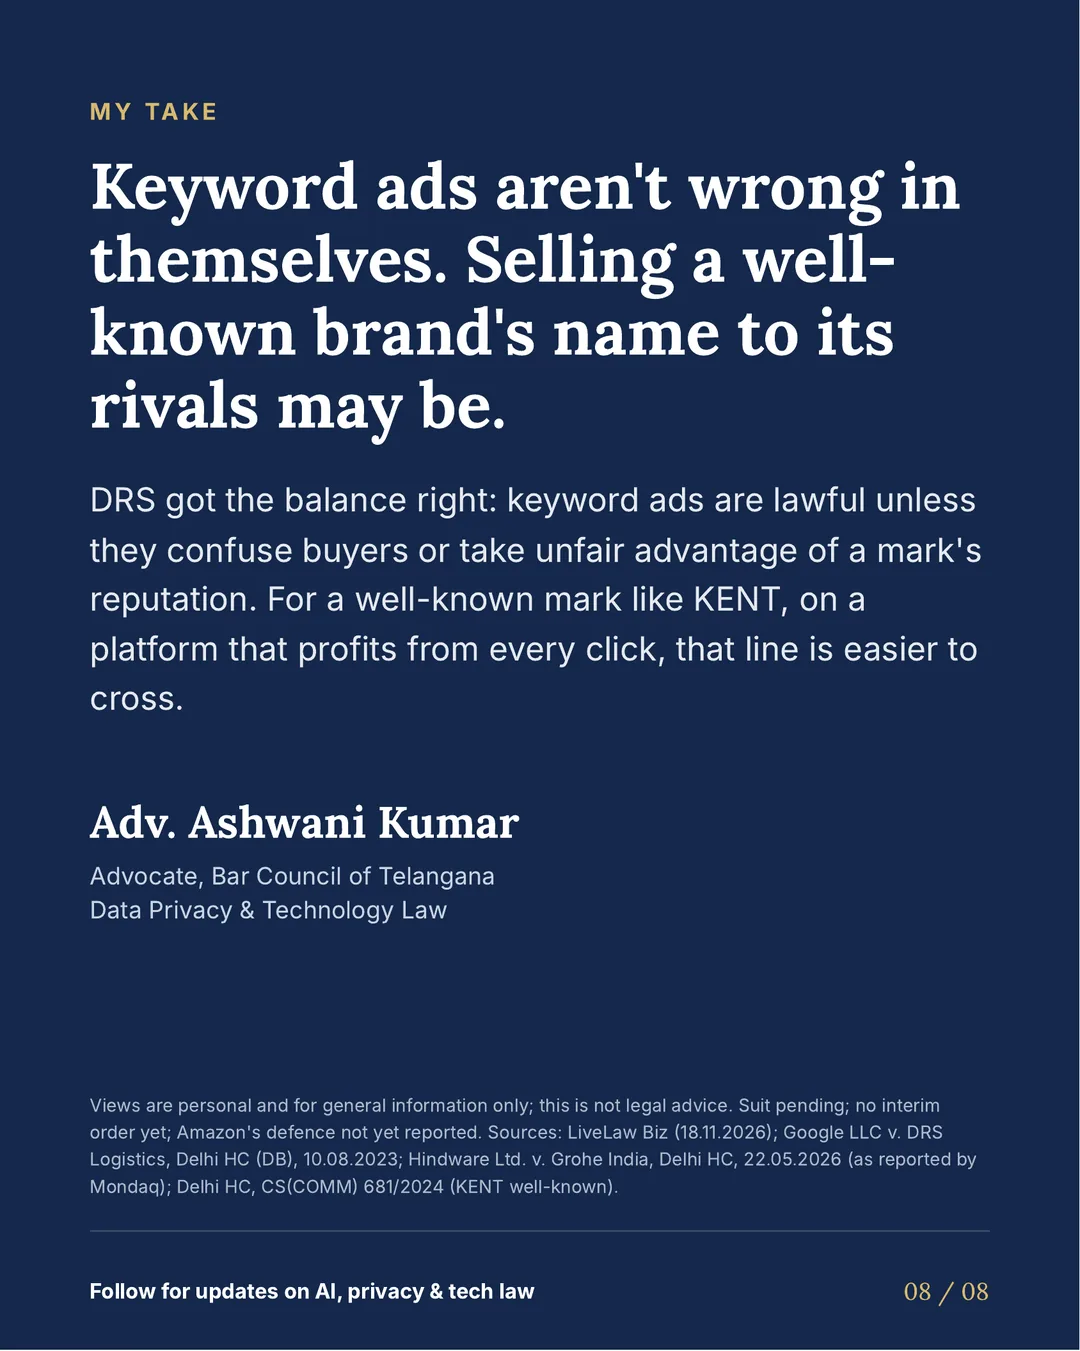 MY TAKE
Keyword ads aren't wrong in
themselves. Selling a well-
known brand's name to its
rivals may be.
DRS got the balance right: keyword ads are lawful unless
they confuse buyers or take unfair advantage of a mark's
reputation. For a well-known mark like KENT, on a
platform that profits from every click, that line is easier to
cross.
Adv. Ashwani Kumar
Advocate, Bar Council of Telangana
Data Privacy & Technology Law
Views are personal and for general information only; this is not legal advice. Suit pending; no interim
order yet; Amazon's defence not yet reported. Sources: LiveLaw Biz (18.11.2026); Google LLC v. DRS
Logistics, Delhi HC (DB), 10.08.2023; Hindware Ltd. v. Grohe India, Delhi HC, 22.05.2026 (as reported by
Mondaq); Delhi HC, CS(COMM) 681/2024 (KENT well-known).
Follow for updates on AI, privacy & tech law
08 / 08